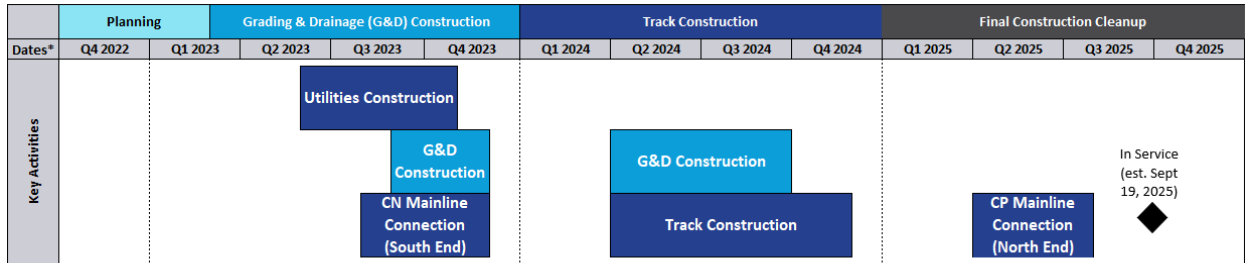 Planning Grading & Drainage (G&D) Construction Track Construction Final Construction Cleanup
Dates* Q4 2022 Q1 2023 Q2 2023 Q3 2023 Q4 2023 Q1 2024 Q2 2024 Q3 2024 Q4 2024 Q1 2025 Q2 2025 Q3 2025 Q4 2025
Key Activities
Utilities Construction
G&D
Construction
CN Mainline
Connection
(South End)
G&D Construction
Track Construction
CP Mainline
Connection
(North End)
In Service
(est. Sept
19, 2025)